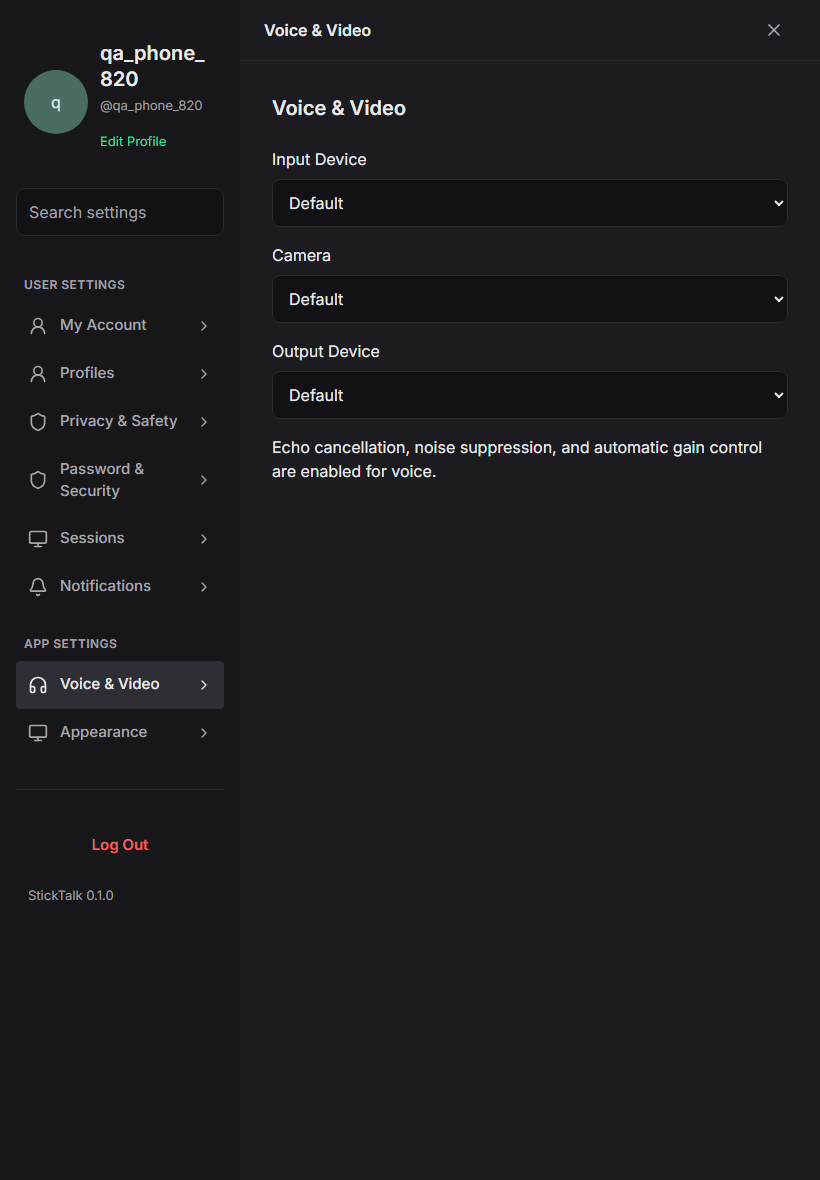 qa_phone_
820
@qa_phone_820
Edit Profile
q
Search settings
USER SETTINGS
My Account
Profiles
Privacy & Safety
Password &
Security
Sessions
Notifications
APP SETTINGS
Voice & Video
Appearance
Log Out
StickTalk 0.1.0
Voice & Video
Voice & Video
Input Device
Default
Camera
Default
Output Device
Default
Echo cancellation, noise suppression, and automatic gain control
are enabled for voice.